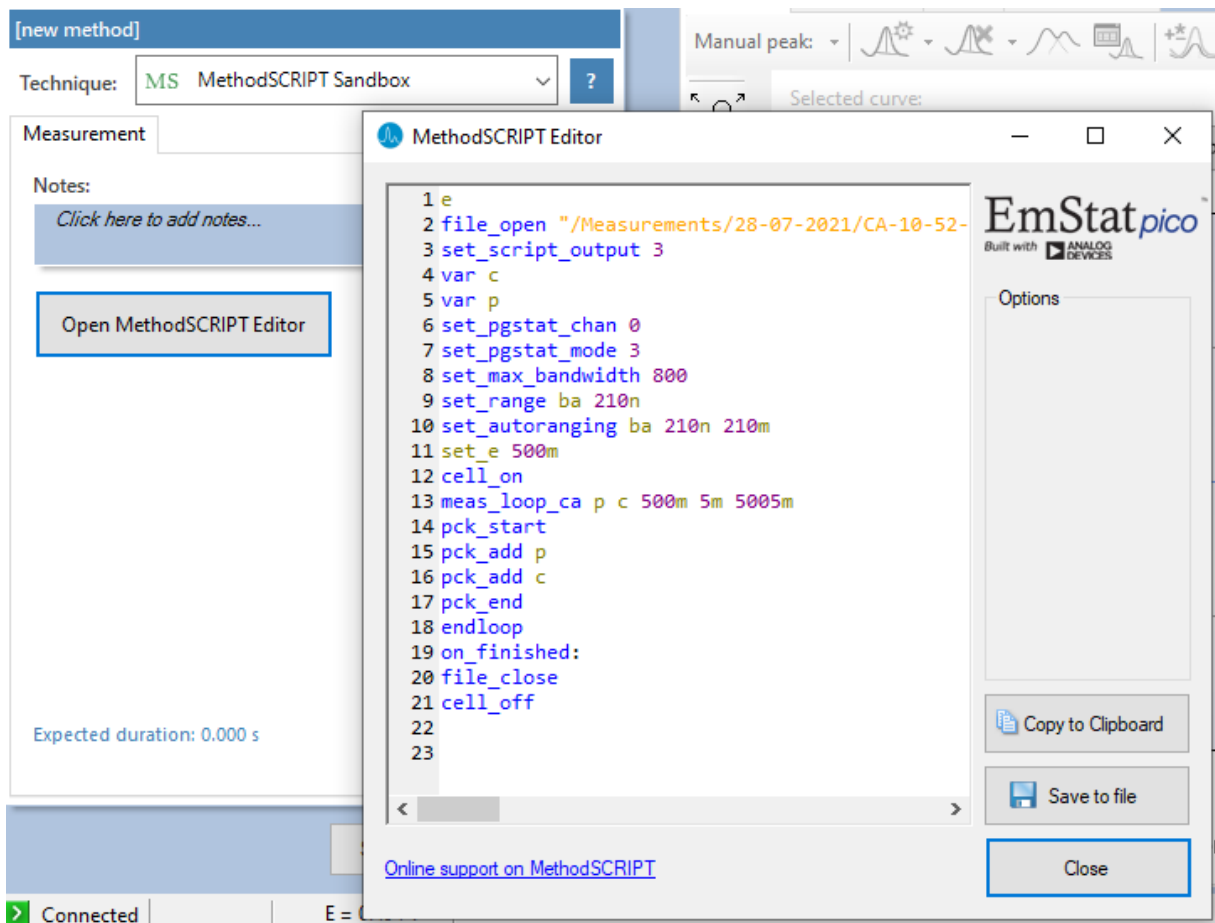 [new method]
Technique: MS MethodSCRIPT Sandbox ?
Measurement
Notes:
Click here to add notes...
Open MethodSCRIPT Editor
Expected duration: 0.000 s
Connected
E =
Manual peak:
Selected curve:
MethodSCRIPT Editor
1 e
2 file_open "/Measurements/28-07-2021/CA-10-52-
3 set_script_output 3
4 var c
5 var p
6 set_pgstat_chan 0
7 set_pgstat_mode 3
8 set_max_bandwidth 800
9 set_range ba 210n
10 set_autoranging ba 210n 210m
11 set_e 500m
12 cell_on
13 meas_loop_ca p c 500m 5m 5005m
14 pck_start
15 pck_add p
16 pck_add c
17 pck_end
18 endloop
19 on_finished:
20 file_close
21 cell_off
22
23
EmStat pico™
Built with ANALOG DEVICES
Options
Copy to Clipboard
Save to file
Online support on MethodSCRIPT
Close